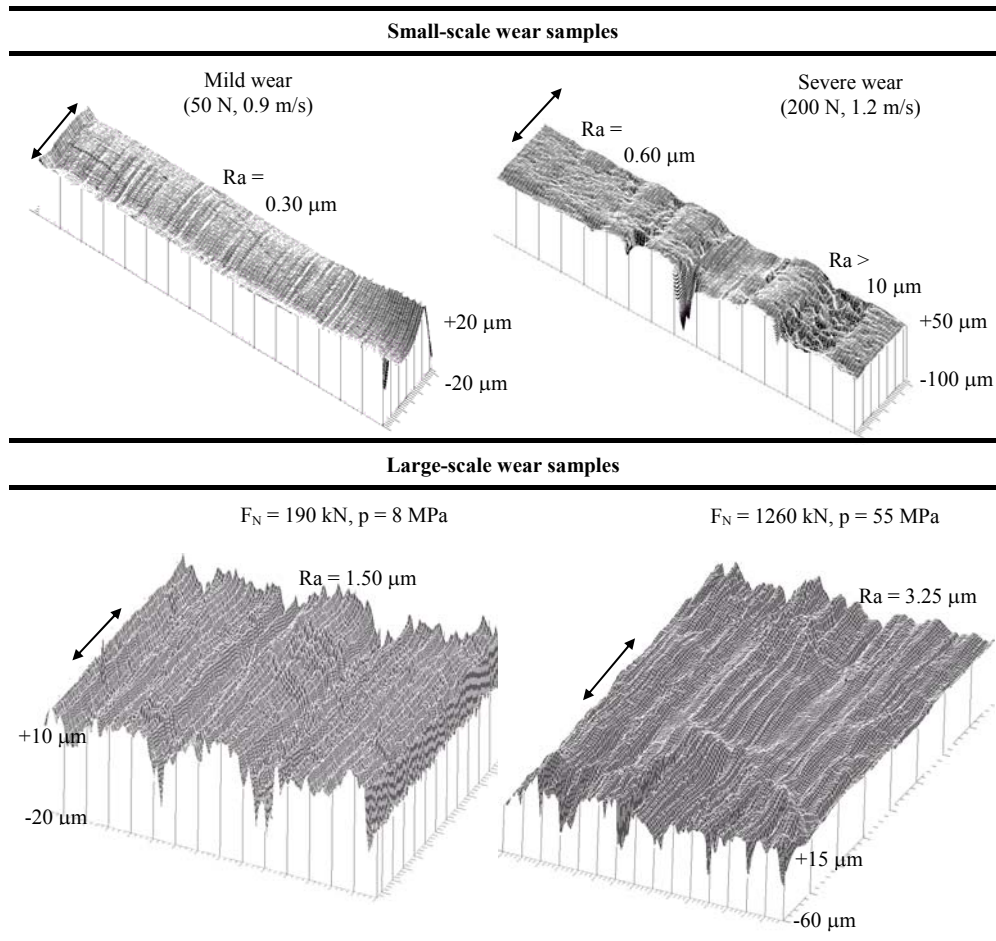 Small-scale wear samples
Mild wear
(50 N, 0.9 m/s)
Ra =
0.30 μm
+20 μm
-20 μm
Severe wear
(200 N, 1.2 m/s)
Ra =
0.60 μm
Ra >
10 μm
+50 μm
-100 μm
Large-scale wear samples
F_N = 190 kN, p = 8 MPa
Ra = 1.50 μm
+10 μm
-20 μm
F_N = 1260 kN, p = 55 MPa
Ra = 3.25 μm
+15 μm
-60 μm